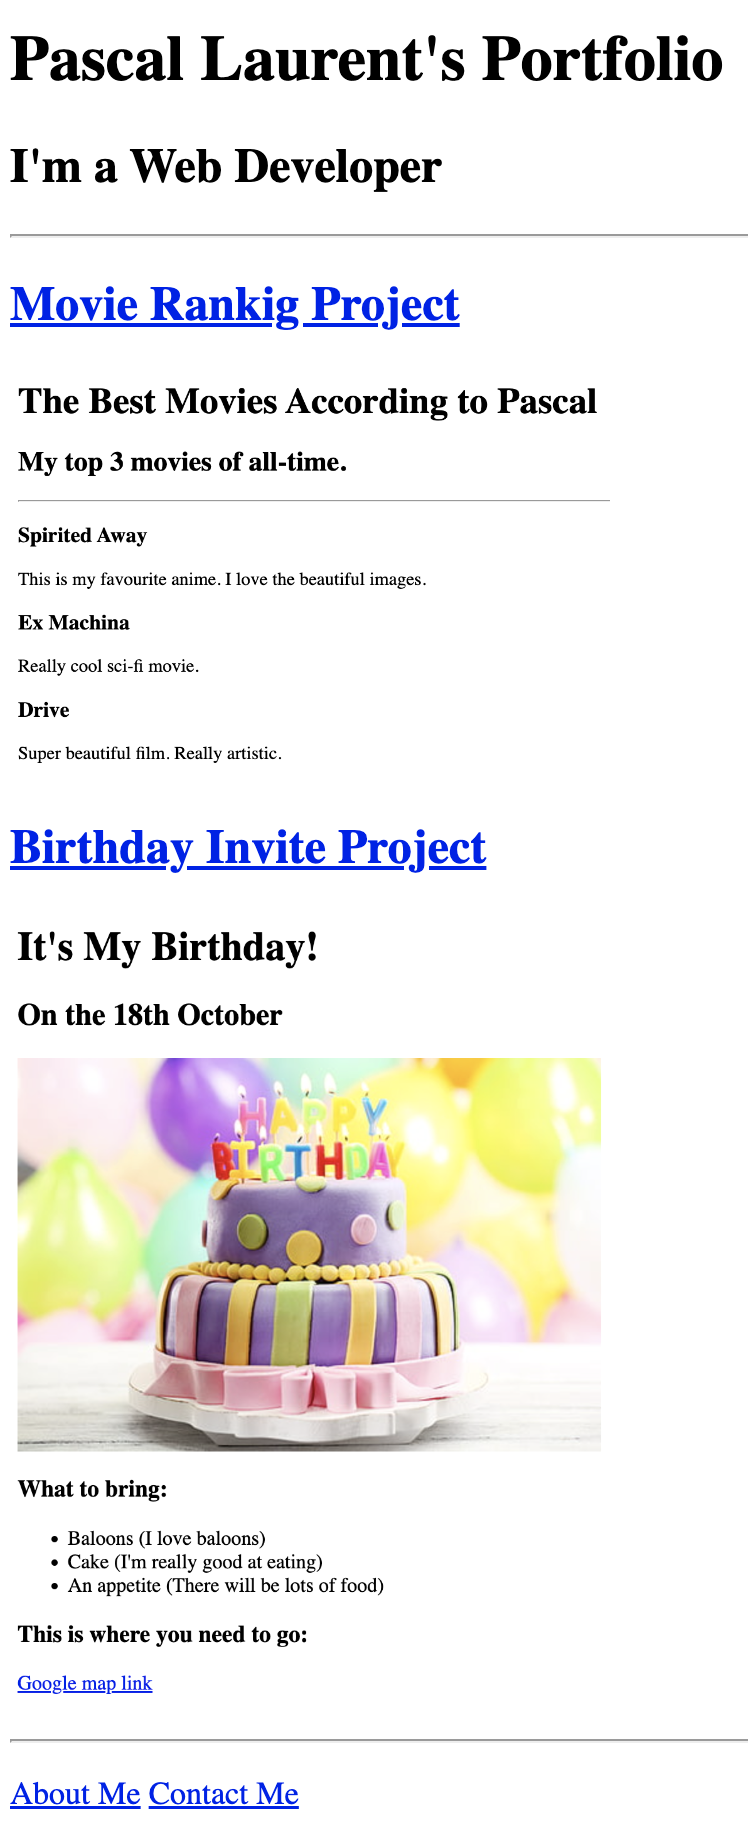 Pascal Laurent's Portfolio
I'm a Web Developer
Movie Rankig Project
The Best Movies According to Pascal
My top 3 movies of all-time.
Spirited Away
This is my favourite anime. I love the beautiful images.
Ex Machina
Really cool sci-fi movie.
Drive
Super beautiful film. Really artistic.
Birthday Invite Project
It's My Birthday!
On the 18th October
HAPPY
BIRTHDAY
What to bring:
• Baloons (I love baloons)
• Cake (I'm really good at eating)
• An appetite (There will be lots of food)
This is where you need to go:
Google map link
About Me Contact Me